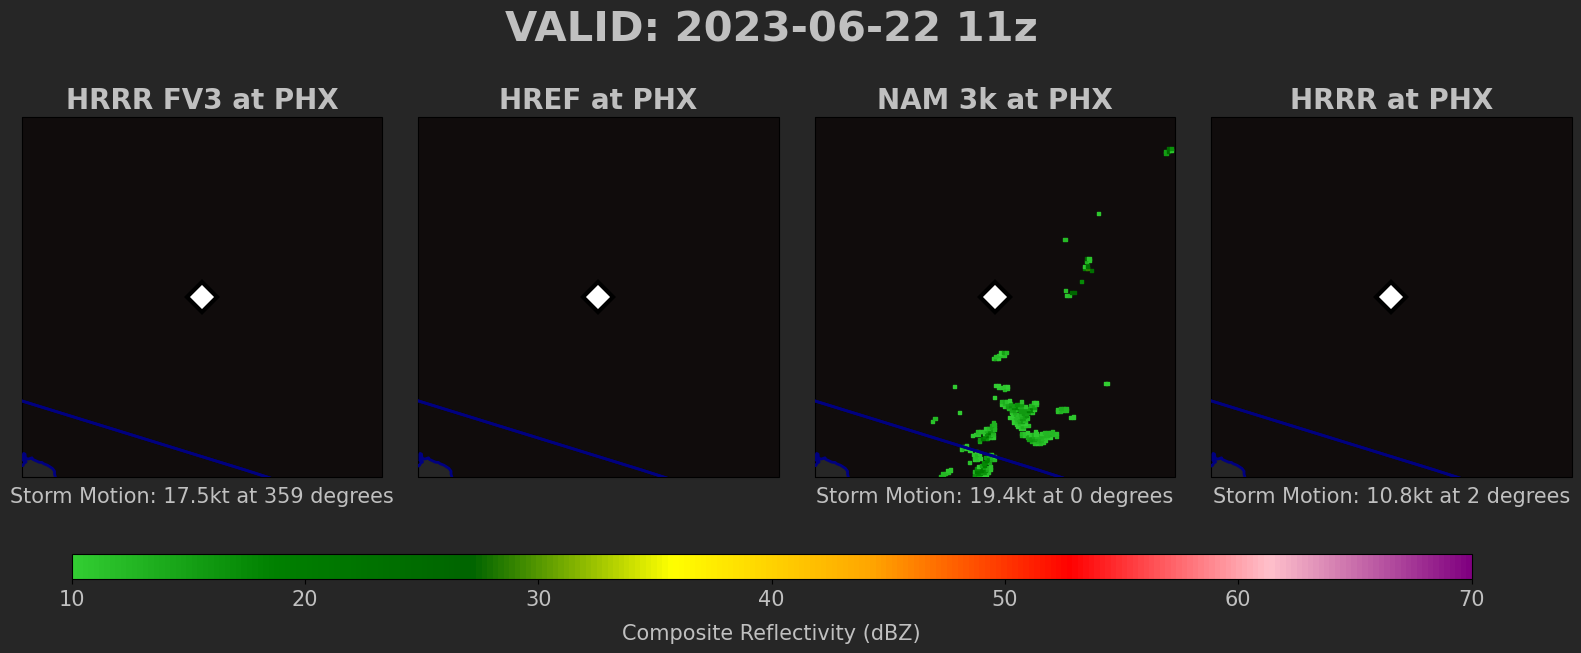 VALID: 2023-06-22 11z
HRRR FV3 at PHX
HREF at PHX
NAM 3k at PHX
HRRR at PHX
Storm Motion: 17.5kt at 359 degrees
Storm Motion: 19.4kt at 0 degrees
Storm Motion: 10.8kt at 2 degrees
10 20 30 40 50 60 70
Composite Reflectivity (dBZ)